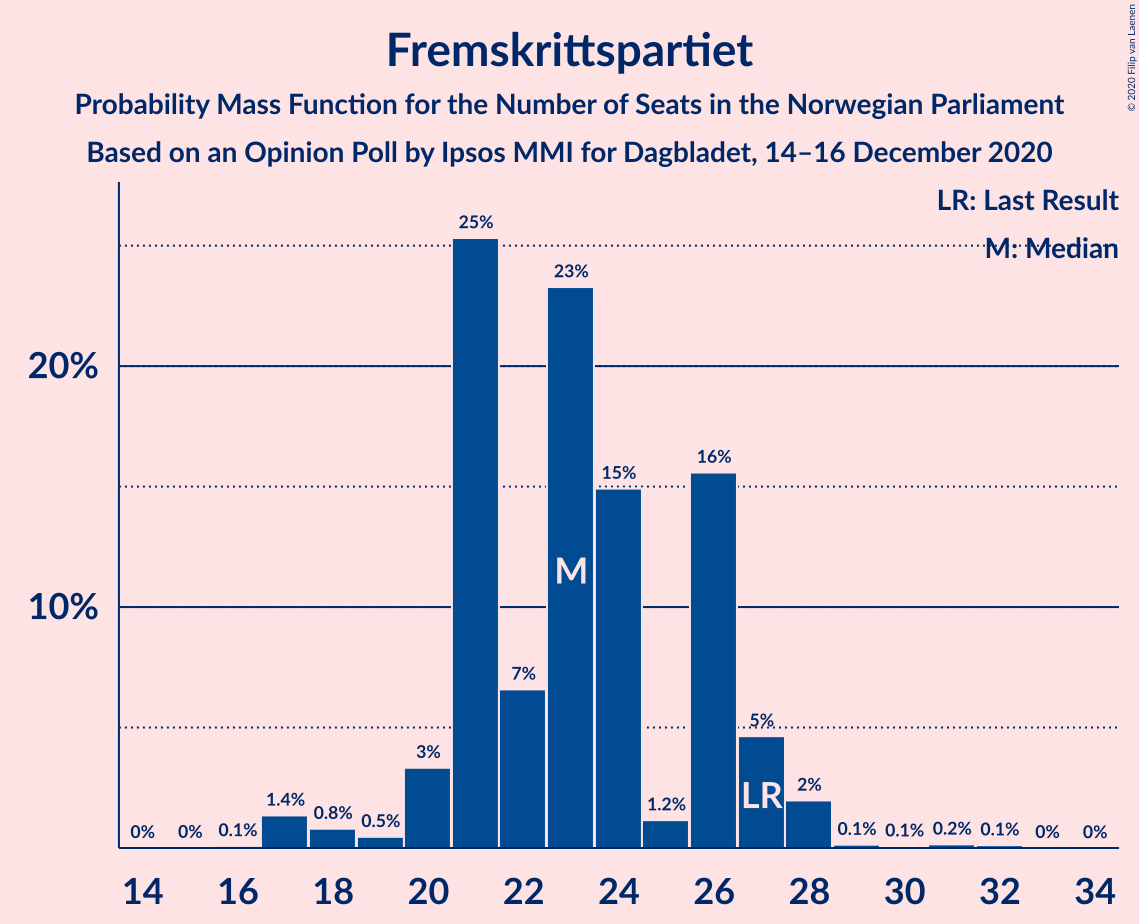 Fremskrittspartiet
Probability Mass Function for the Number of Seats in the Norwegian Parliament
Based on an Opinion Poll by Ipsos MMI for Dagbladet, 14–16 December 2020
© 2020 Filip van Laenen
LR: Last Result
M: Median
20%
10%
0%
0%
0.1%
1.4%
0.8%
0.5%
3%
25%
7%
23%
15%
1.2%
16%
5%
2%
0.1%
0.1%
0.2%
0.1%
0%
0%
M
LR
14 16 18 20 22 24 26 28 30 32 34